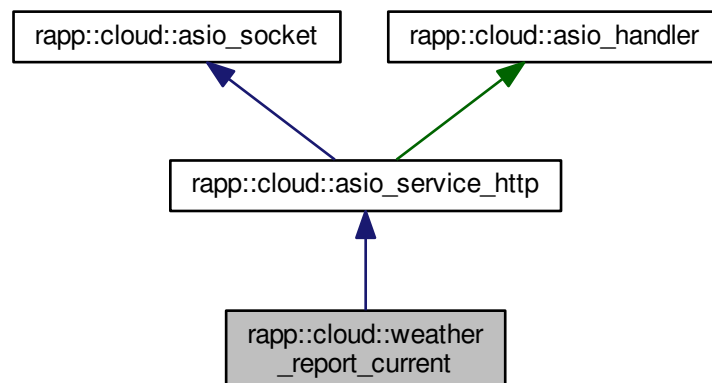 rapp::cloud::asio_socket
rapp::cloud::asio_handler
rapp::cloud::asio_service_http
rapp::cloud::weather
_report_current